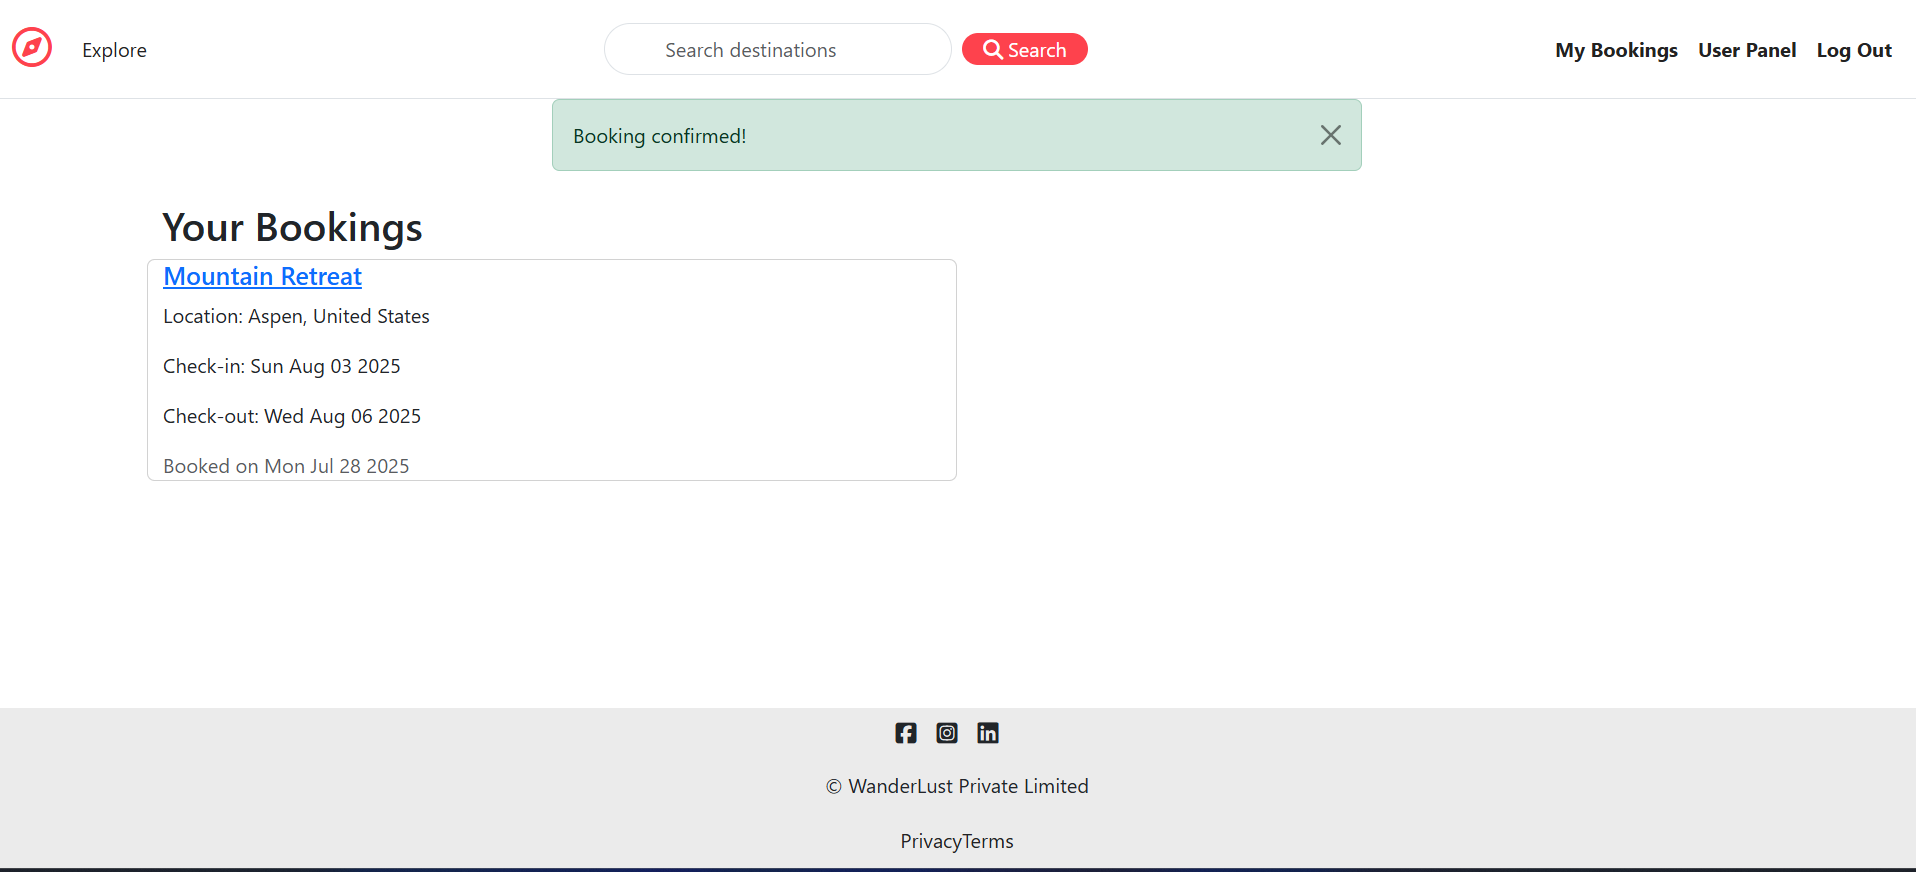 Explore
Search destinations
Search
My Bookings
User Panel
Log Out
Booking confirmed!
Your Bookings
Mountain Retreat
Location: Aspen, United States
Check-in: Sun Aug 03 2025
Check-out: Wed Aug 06 2025
Booked on Mon Jul 28 2025
© WanderLust Private Limited
PrivacyTerms